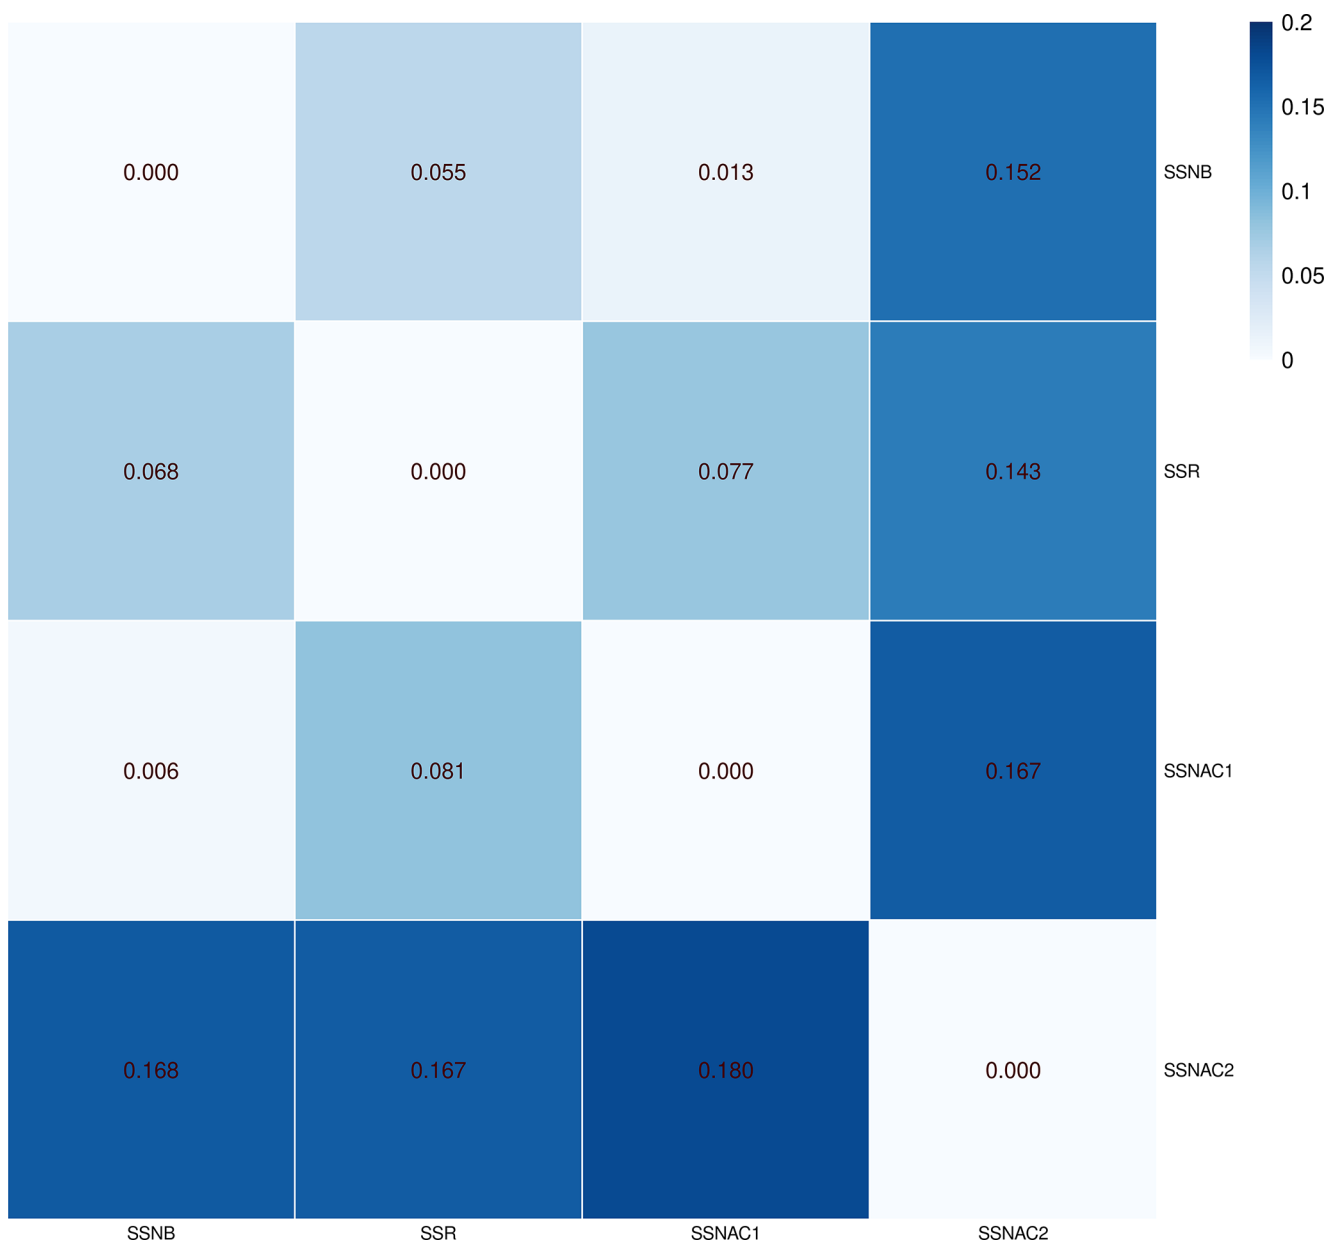 0.2
0.15
0.1
0.05
0
0.000 0.055 0.013 0.152 SSNB
0.068 0.000 0.077 0.143 SSR
0.006 0.081 0.000 0.167 SSNAC1
0.168 0.167 0.180 0.000 SSNAC2
SSNB SSR SSNAC1 SSNAC2